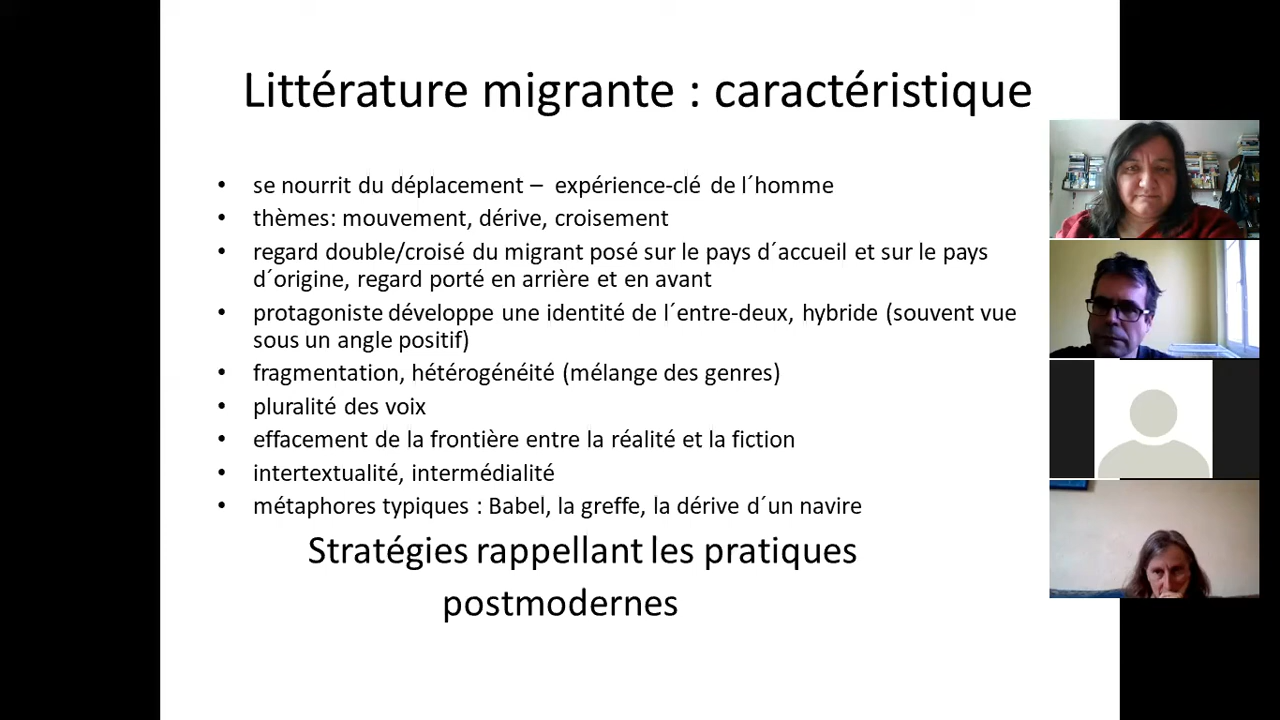 Littérature migrante : caractéristique
• se nourrit du déplacement – expérience-clé de l´homme
• thèmes: mouvement, dérive, croisement
• regard double/croisé du migrant posé sur le pays d´accueil et sur le pays
d´origine, regard porté en arrière et en avant
• protagoniste développe une identité de l´entre-deux, hybride (souvent vue
sous un angle positif)
• fragmentation, hétérogénéité (mélange des genres)
• pluralité des voix
• effacement de la frontière entre la réalité et la fiction
• intertextualité, intermédialité
• métaphores typiques : Babel, la greffe, la dérive d´un navire
Stratégies rappellant les pratiques
postmodernes